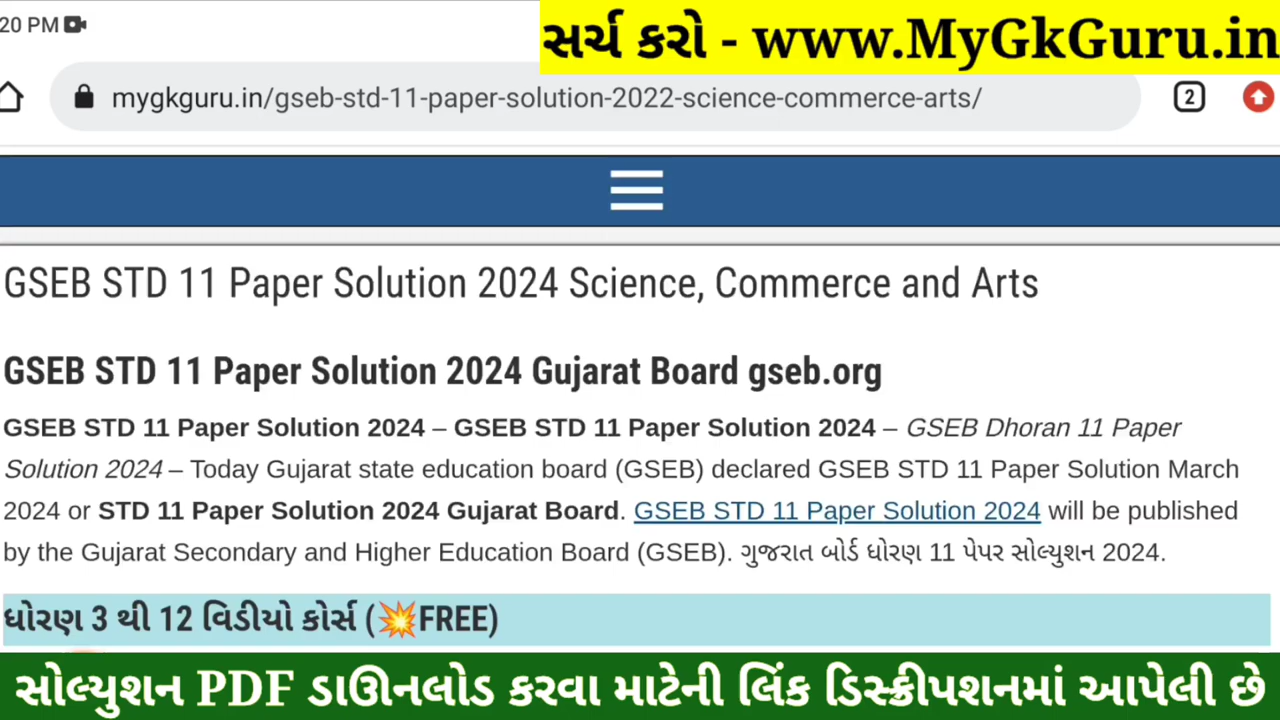 20 PM
સર્ચ કરો - www.MyGkGuru.in
mygkguru.in/gseb-std-11-paper-solution-2022-science-commerce-arts/
2
GSEB STD 11 Paper Solution 2024 Science, Commerce and Arts
GSEB STD 11 Paper Solution 2024 Gujarat Board gseb.org
GSEB STD 11 Paper Solution 2024 – GSEB STD 11 Paper Solution 2024 – GSEB Dhoran 11 Paper
Solution 2024 – Today Gujarat state education board (GSEB) declared GSEB STD 11 Paper Solution March
2024 or STD 11 Paper Solution 2024 Gujarat Board. GSEB STD 11 Paper Solution 2024 will be published
by the Gujarat Secondary and Higher Education Board (GSEB). ગુજરાત બોર્ડ ધોરણ 11 પેપર સોલ્યુશન 2024.
ધોરણ 3 થી 12 વિડીયો કોર્સ (💥FREE)
સોલ્યુશન PDF ડાઊનલોડ કરવા માટેની લિંક ડિસ્ક્રીપશનમાં આપેલી છે